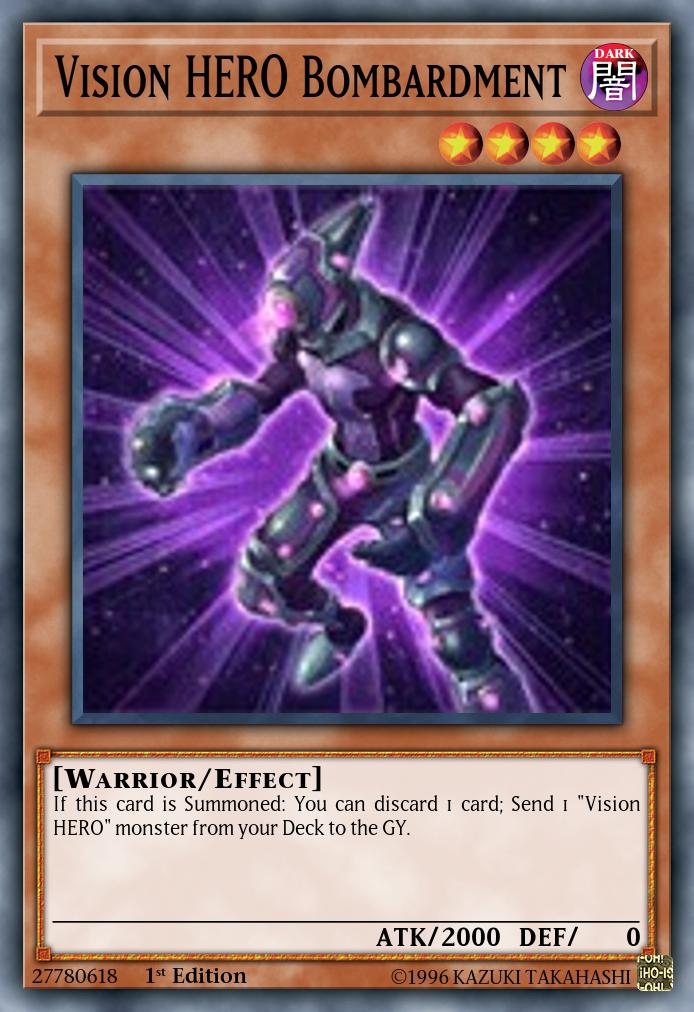 Vision HERO Bombardment
DARK
闇
[Warrior/Effect]
If this card is Summoned: You can discard 1 card; Send 1 "Vision
HERO" monster from your Deck to the GY.
ATK/2000 DEF/ 0
27780618 1st Edition ©1996 KAZUKI TAKAHASHI